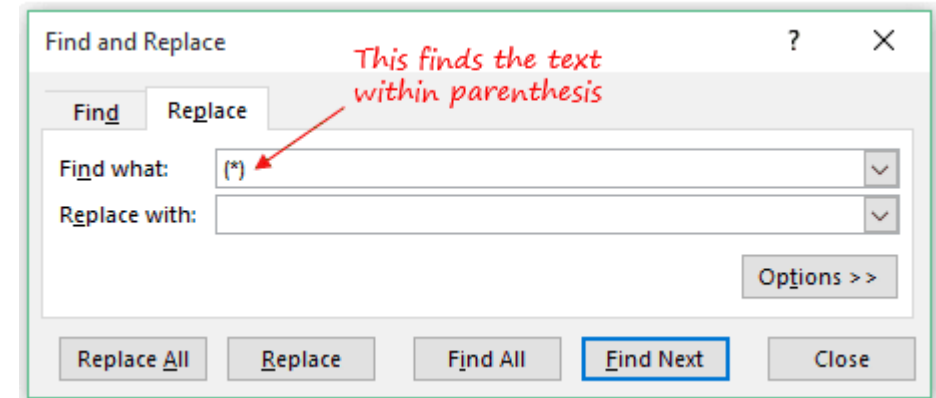 Find and Replace ? ×
This finds the text
within parenthesis
Find Replace
Find what: (*)
Replace with:
Options >>
Replace All Replace Find All Find Next Close